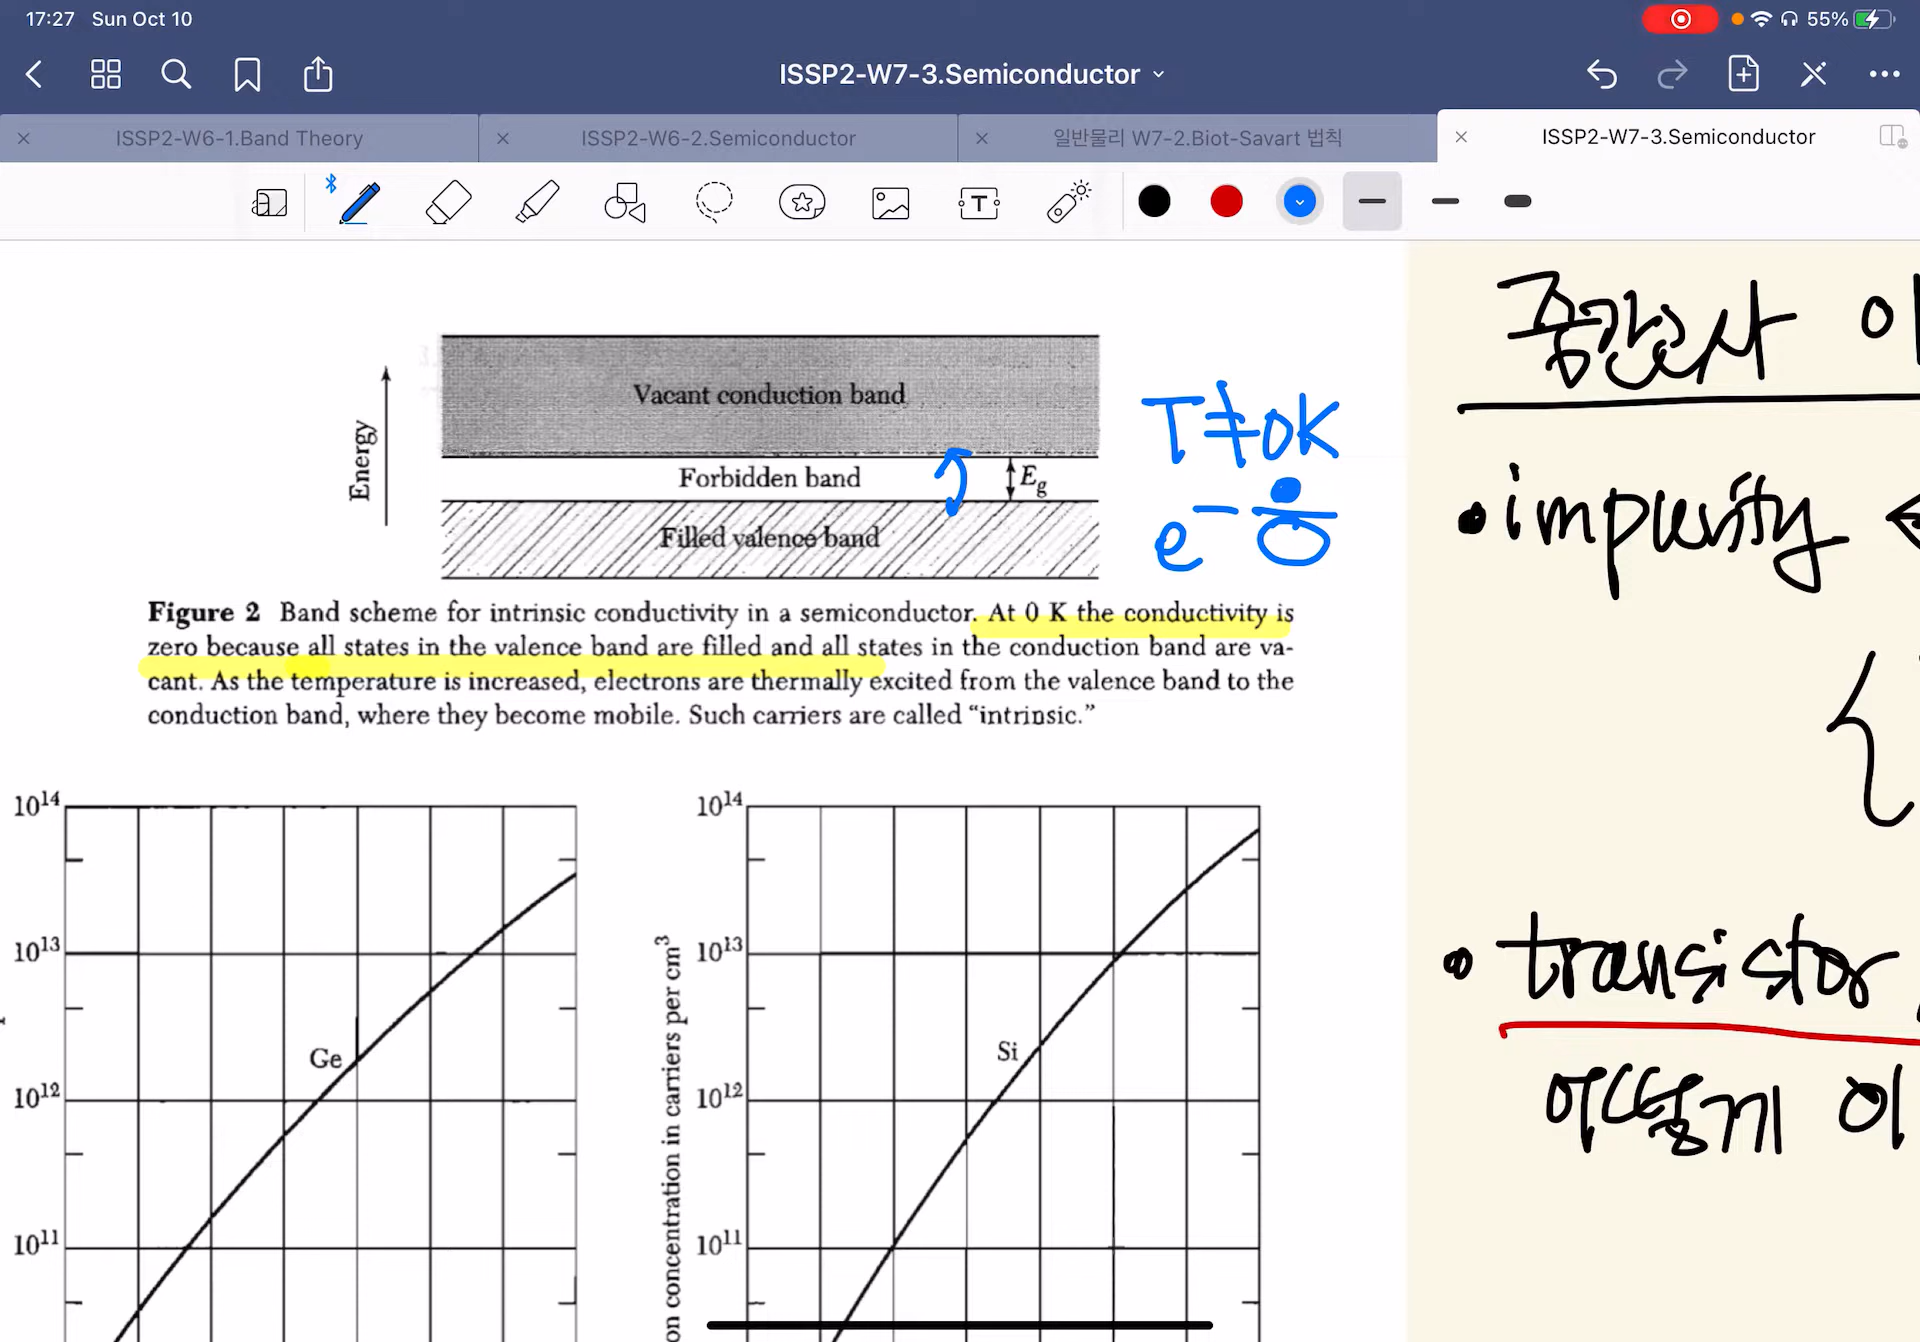 17:27 Sun Oct 10
55%
ISSP2-W7-3.Semiconductor
ISSP2-W6-1.Band Theory
ISSP2-W6-2.Semiconductor
일반물리 W7-2.Biot-Savart 법칙
ISSP2-W7-3.Semiconductor
T
Energy
Vacant conduction band
Forbidden band
E_g
Filled valence band
T≠0K
e⁻
Figure 2 Band scheme for intrinsic conductivity in a semiconductor. At 0 K the conductivity is
zero because all states in the valence band are filled and all states in the conduction band are va-
cant. As the temperature is increased, electrons are thermally excited from the valence band to the
conduction band, where they become mobile. Such carriers are called “intrinsic.”
10¹⁴
10¹³
10¹²
10¹¹
Ge
on concentration in carriers per cm³
10¹⁴
10¹³
10¹²
10¹¹
Si
중간고사
impurity
transistor
어떻게 이